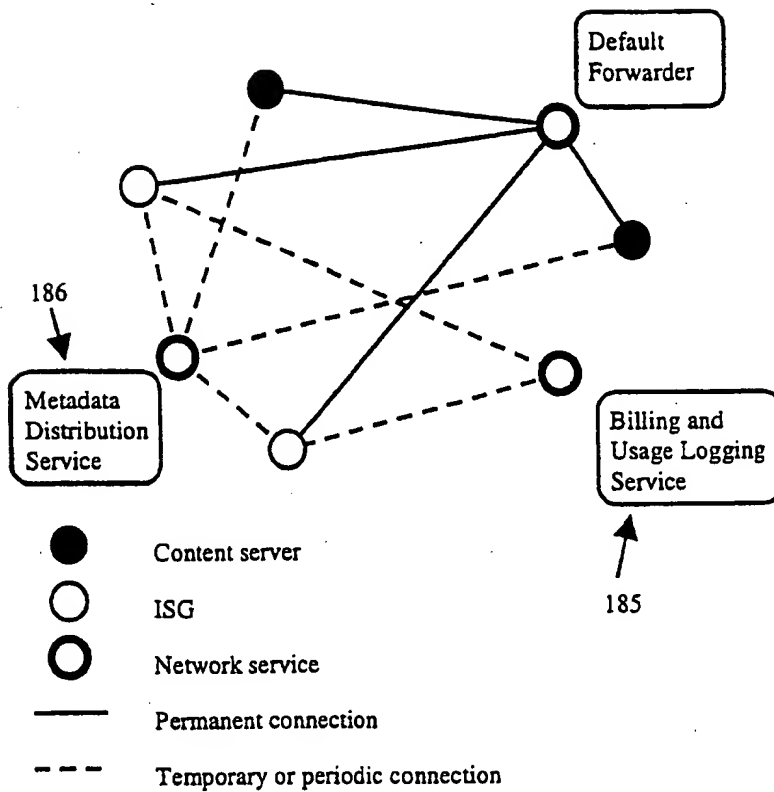 Default
Forwarder
186
Metadata
Distribution
Service
Billing and
Usage Logging
Service
185
Content server
ISG
Network service
Permanent connection
Temporary or periodic connection